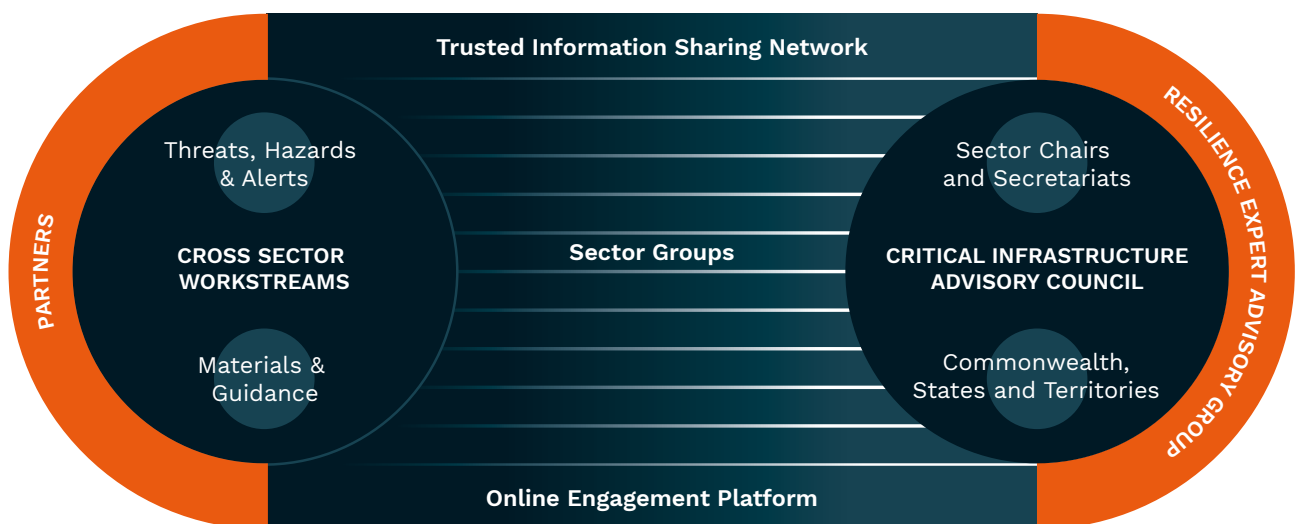 Trusted Information Sharing Network
PARTNERS
Threats, Hazards
& Alerts
CROSS SECTOR
WORKSTREAMS
Materials &
Guidance
Sector Groups
Sector Chairs
and Secretariats
CRITICAL INFRASTRUCTURE
ADVISORY COUNCIL
Commonwealth,
States and Territories
RESILIENCE EXPERT ADVISORY GROUP
Online Engagement Platform